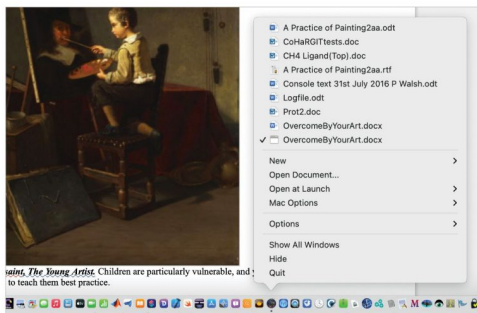 A Practice of Painting2aa.odt
CoHaRGITtests.doc
CH4 Ligand(Top).doc
A Practice of Painting2aa.rtf
Console text 31st July 2016 P Walsh.odt
Logfile.odt
Prot2.doc
OvercomeByYourArt.docx
✓ OvercomeByYourArt.docx
New
Open Document...
Open at Launch
Mac Options
Options
Show All Windows
Hide
Quit
saint, The Young Artist. Children are particularly vulnerable, and
to teach them best practice.